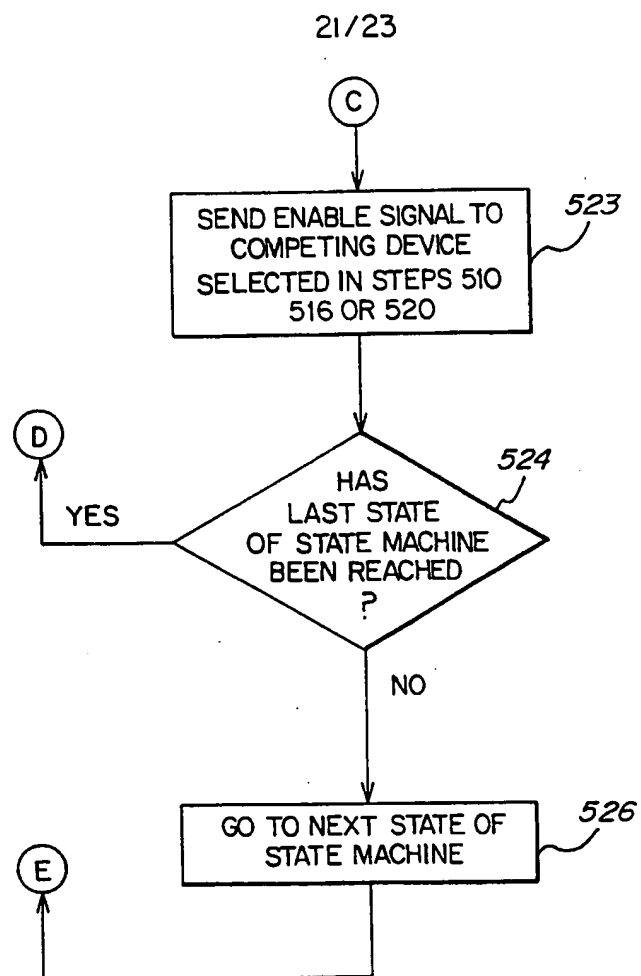 21/23
C
SEND ENABLE SIGNAL TO
COMPETING DEVICE
SELECTED IN STEPS 510
516 OR 520
523
D
YES
HAS
LAST STATE
OF STATE MACHINE
BEEN REACHED
?
524
NO
GO TO NEXT STATE OF
STATE MACHINE
526
E